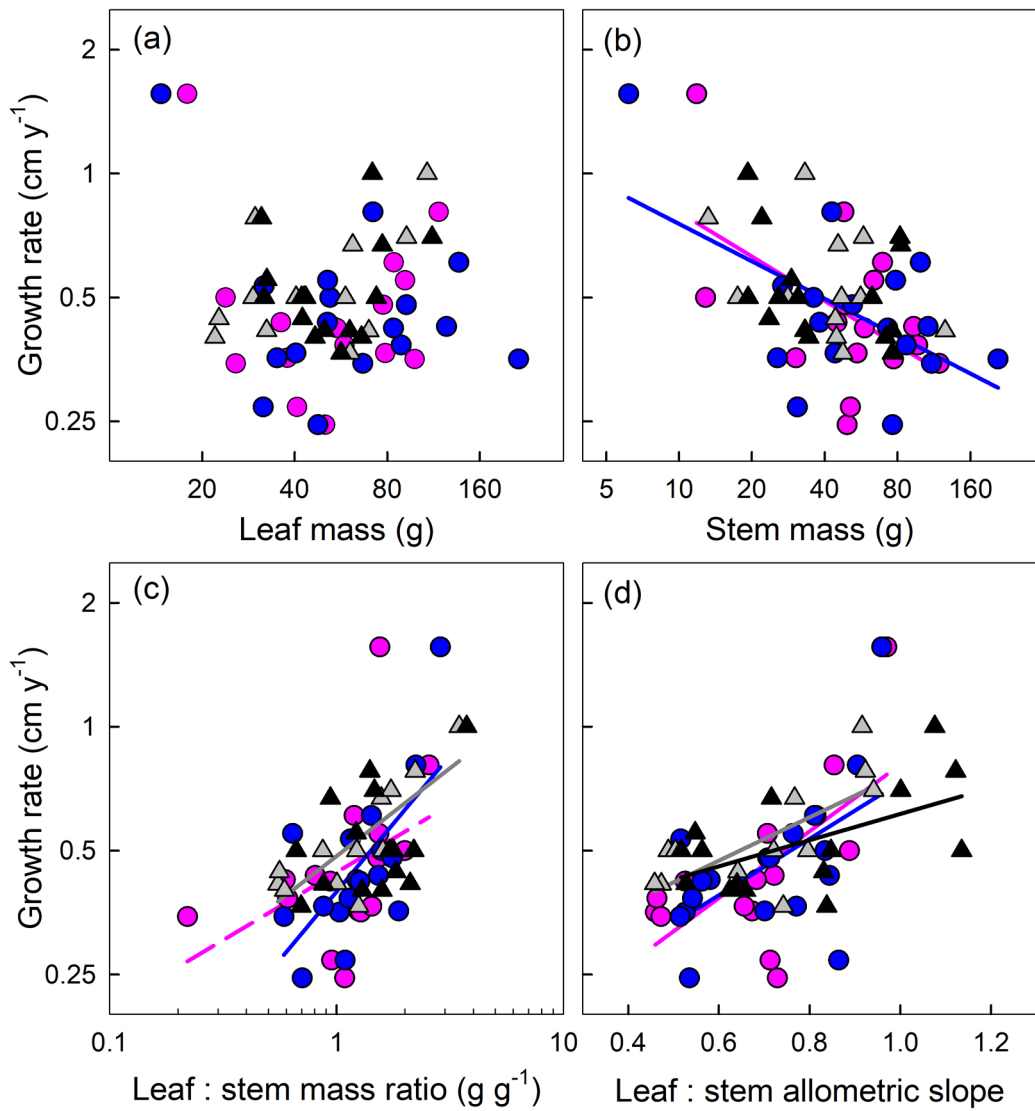 (a)
2
1
0.5
0.25
Growth rate (cm y⁻¹)
20 40 80 160
Leaf mass (g)
(b)
5 10 20 40 80 160
Stem mass (g)
(c)
2
1
0.5
0.25
Growth rate (cm y⁻¹)
0.1 1 10
Leaf : stem mass ratio (g g⁻¹)
(d)
0.4 0.6 0.8 1.0 1.2
Leaf : stem allometric slope